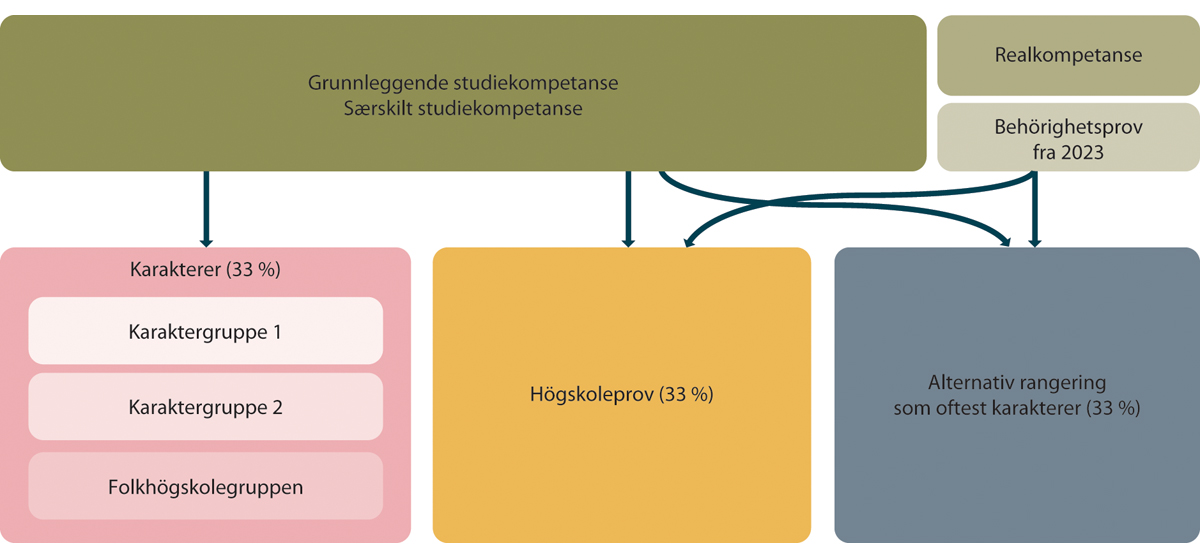 Grunnleggende studiekompetanse
Særskilt studiekompetanse
Realkompetanse
Behörighetsprov
fra 2023
Karakterer (33 %)
Karaktergruppe 1
Karaktergruppe 2
Folkhögskolegruppen
Högskoleprov (33 %)
Alternativ rangering
som oftest karakterer (33 %)